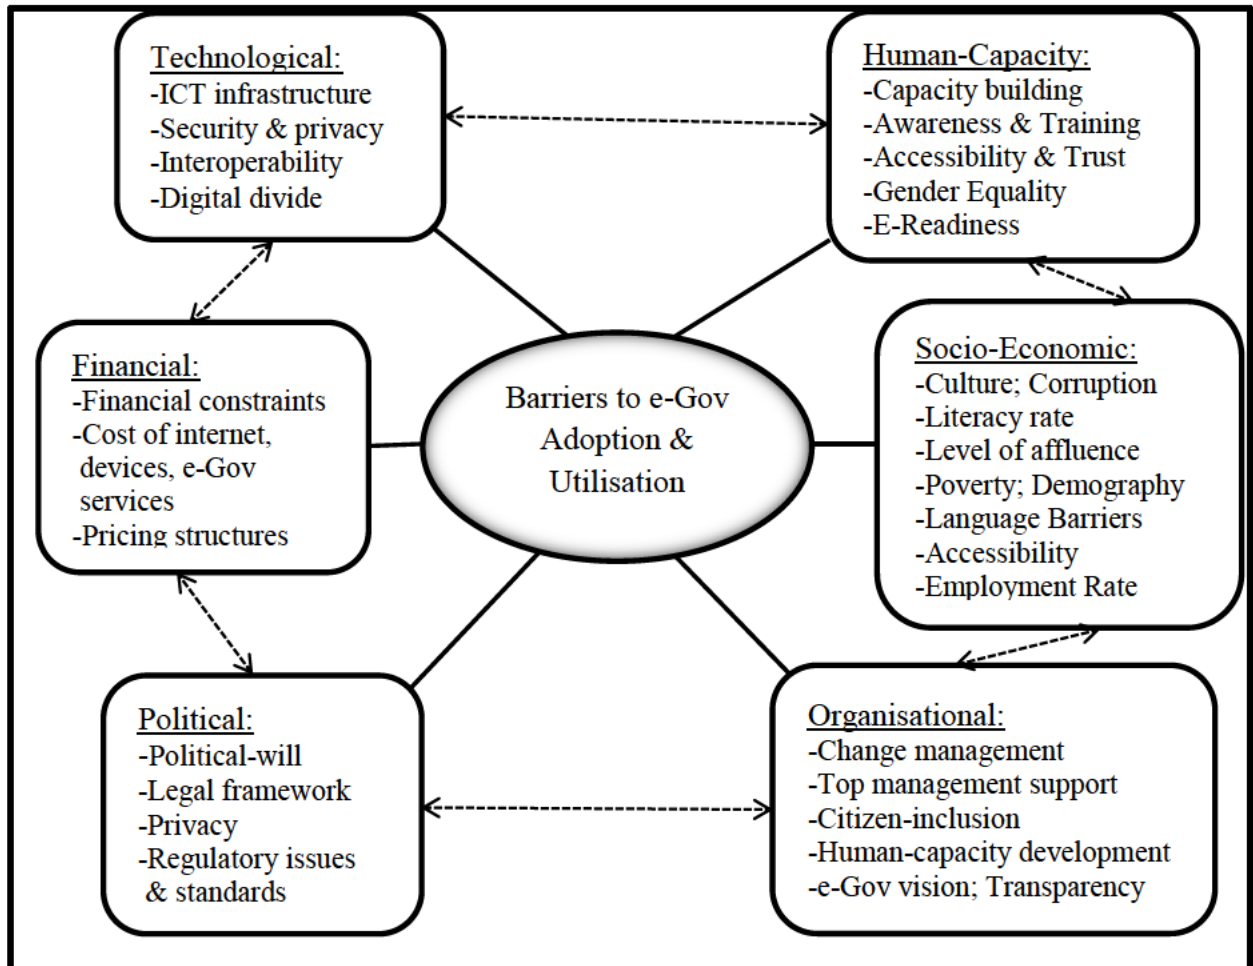 Technological:
-ICT infrastructure
-Security & privacy
-Interoperability
-Digital divide
Human-Capacity:
-Capacity building
-Awareness & Training
-Accessibility & Trust
-Gender Equality
-E-Readiness
Financial:
-Financial constraints
-Cost of internet,
devices, e-Gov
services
-Pricing structures
Barriers to e-Gov
Adoption &
Utilisation
Socio-Economic:
-Culture; Corruption
-Literacy rate
-Level of affluence
-Poverty; Demography
-Language Barriers
-Accessibility
-Employment Rate
Political:
-Political-will
-Legal framework
-Privacy
-Regulatory issues
& standards
Organisational:
-Change management
-Top management support
-Citizen-inclusion
-Human-capacity development
-e-Gov vision; Transparency